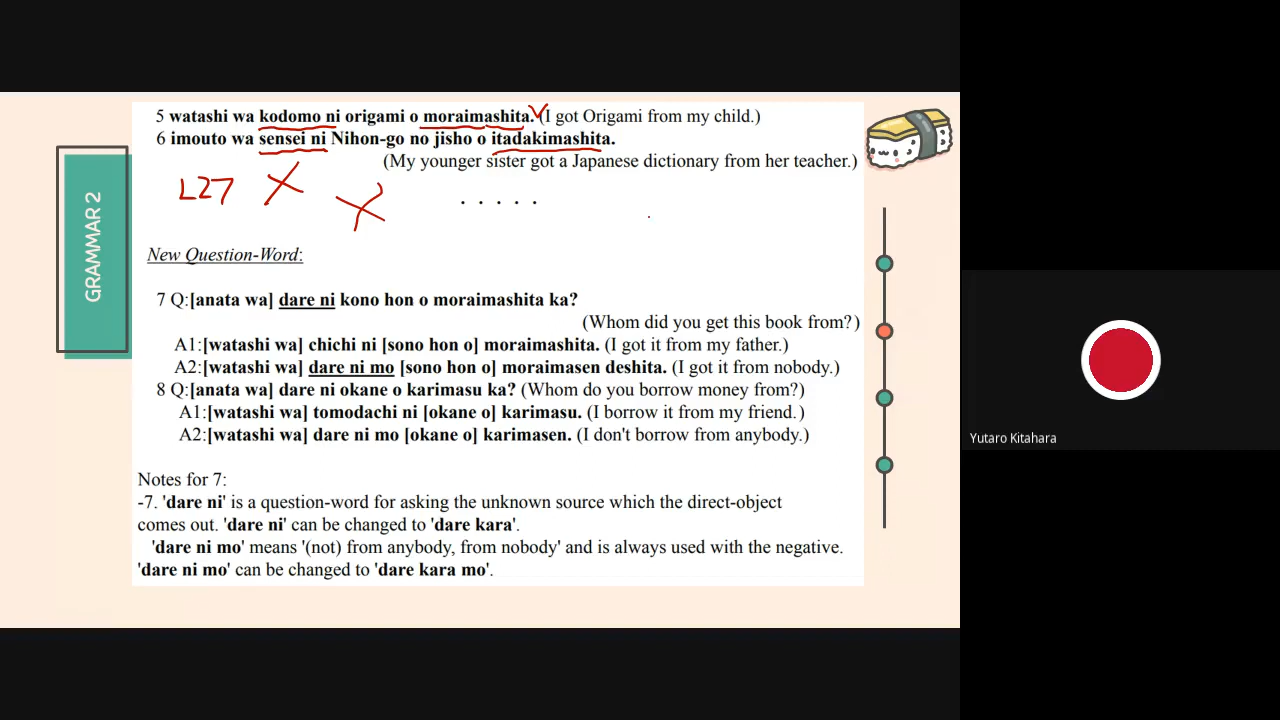 5 watashi wa kodomo ni origami o moraimashita. (I got Origami from my child.)
6 imouto wa sensei ni Nihon-go no jisho o itadakimashita.
(My younger sister got a Japanese dictionary from her teacher.)
L27
. . . . .
GRAMMAR 2
New Question-Word:
7 Q:[anata wa] dare ni kono hon o moraimashita ka?
(Whom did you get this book from?)
A1:[watashi wa] chichi ni [sono hon o] moraimashita. (I got it from my father.)
A2:[watashi wa] dare ni mo [sono hon o] moraimasen deshita. (I got it from nobody.)
8 Q:[anata wa] dare ni okane o karimasu ka? (Whom do you borrow money from?)
A1:[watashi wa] tomodachi ni [okane o] karimasu. (I borrow it from my friend.)
A2:[watashi wa] dare ni mo [okane o] karimasen. (I don't borrow from anybody.)
Notes for 7:
-7. 'dare ni' is a question-word for asking the unknown source which the direct-object
comes out. 'dare ni' can be changed to 'dare kara'.
'dare ni mo' means '(not) from anybody, from nobody' and is always used with the negative.
'dare ni mo' can be changed to 'dare kara mo'.
Yutaro Kitahara